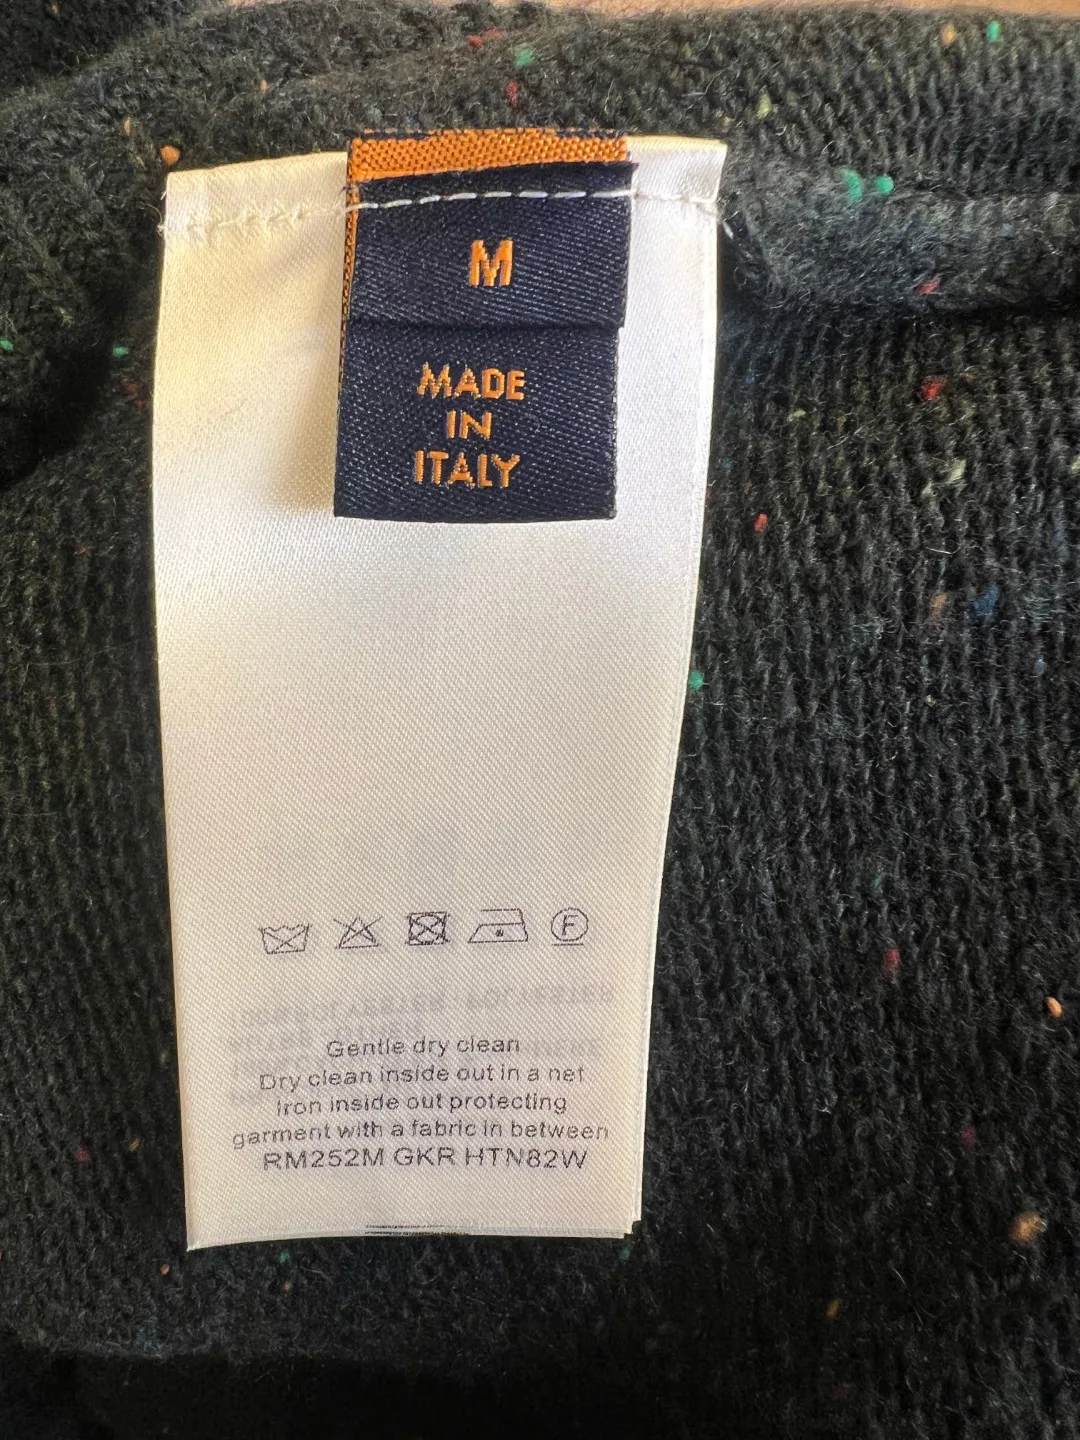 M
MADE
IN
ITALY
F
Gentle dry clean
Dry clean inside out in a net
Iron inside out protecting
garment with a fabric in between
RM252M GKR HTN82W